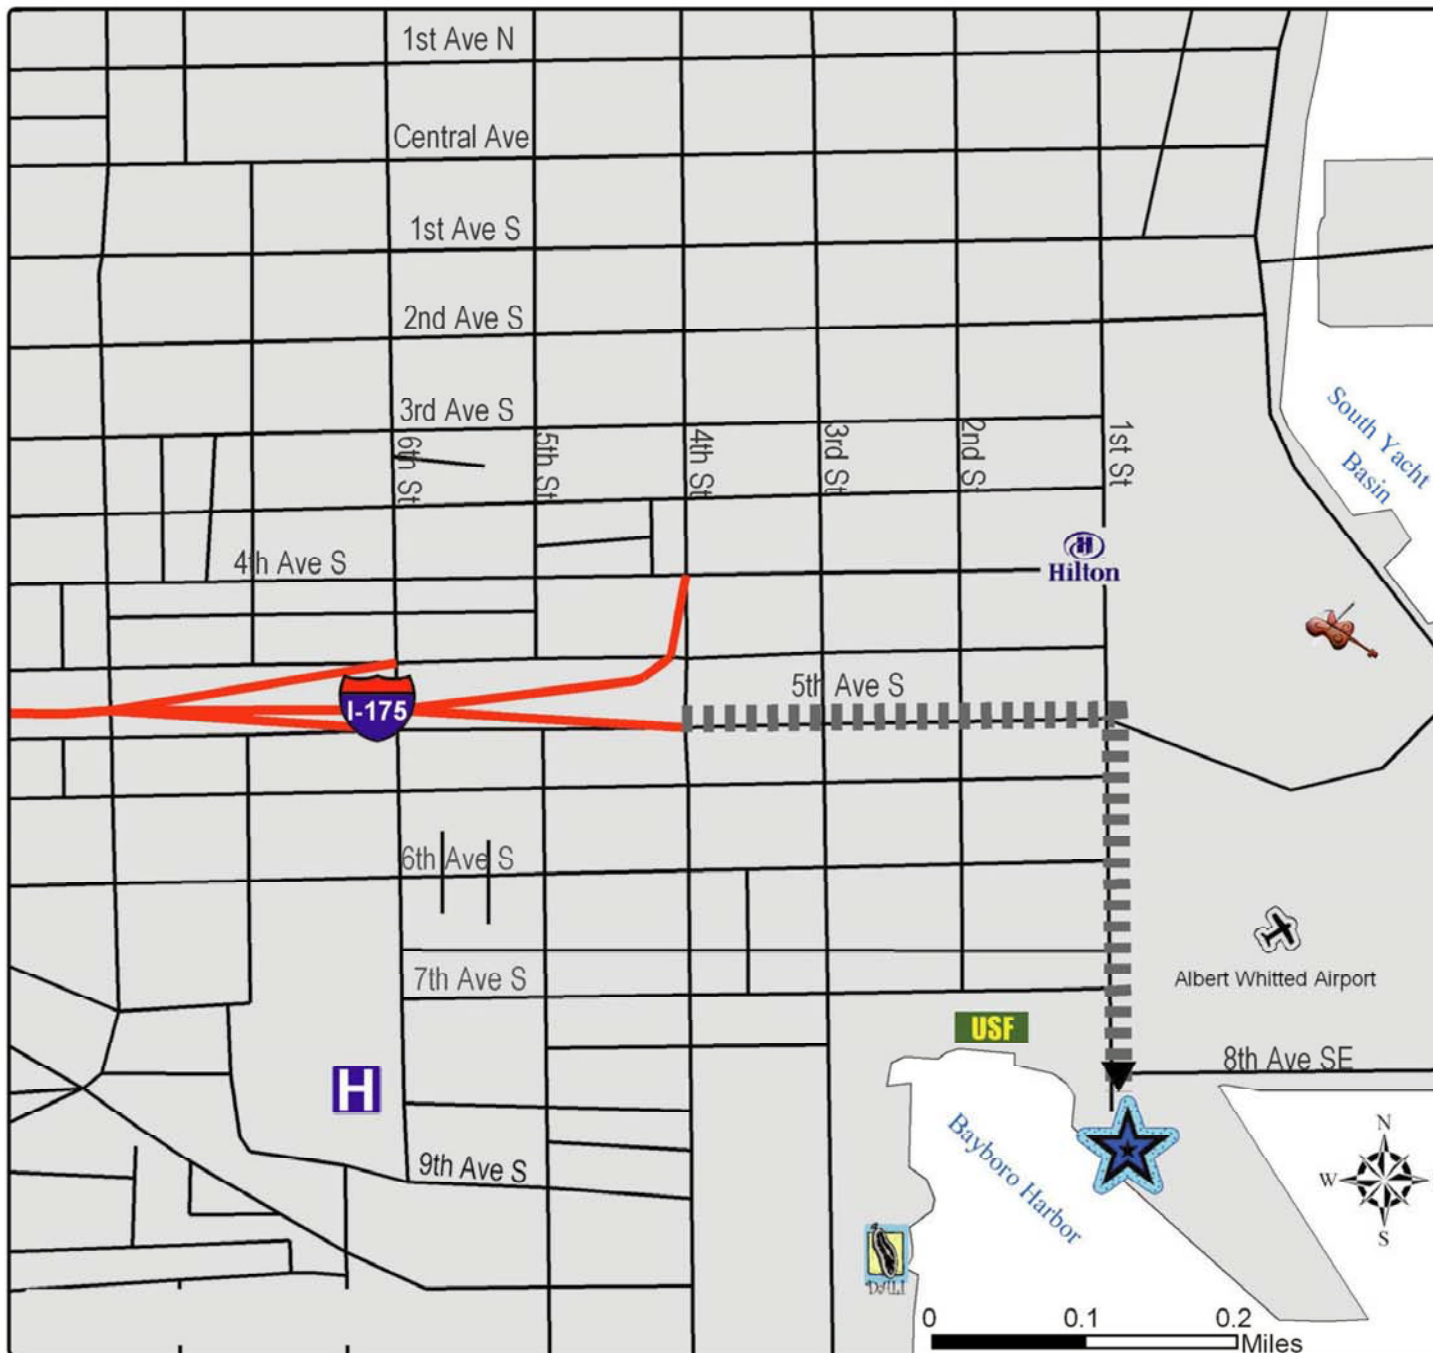 1st Ave N
Central Ave
1st Ave S
2nd Ave S
3rd Ave S
6th St
5th St
4th St
3rd St
2nd St
1st St
South Yacht
Basin
4th Ave S
H
Hilton
I-175
5th Ave S
6th Ave S
7th Ave S
Albert Whitted Airport
USF
8th Ave SE
H
Bayboro Harbor
9th Ave S
N
W
S
DALI
0 0.1 0.2
Miles